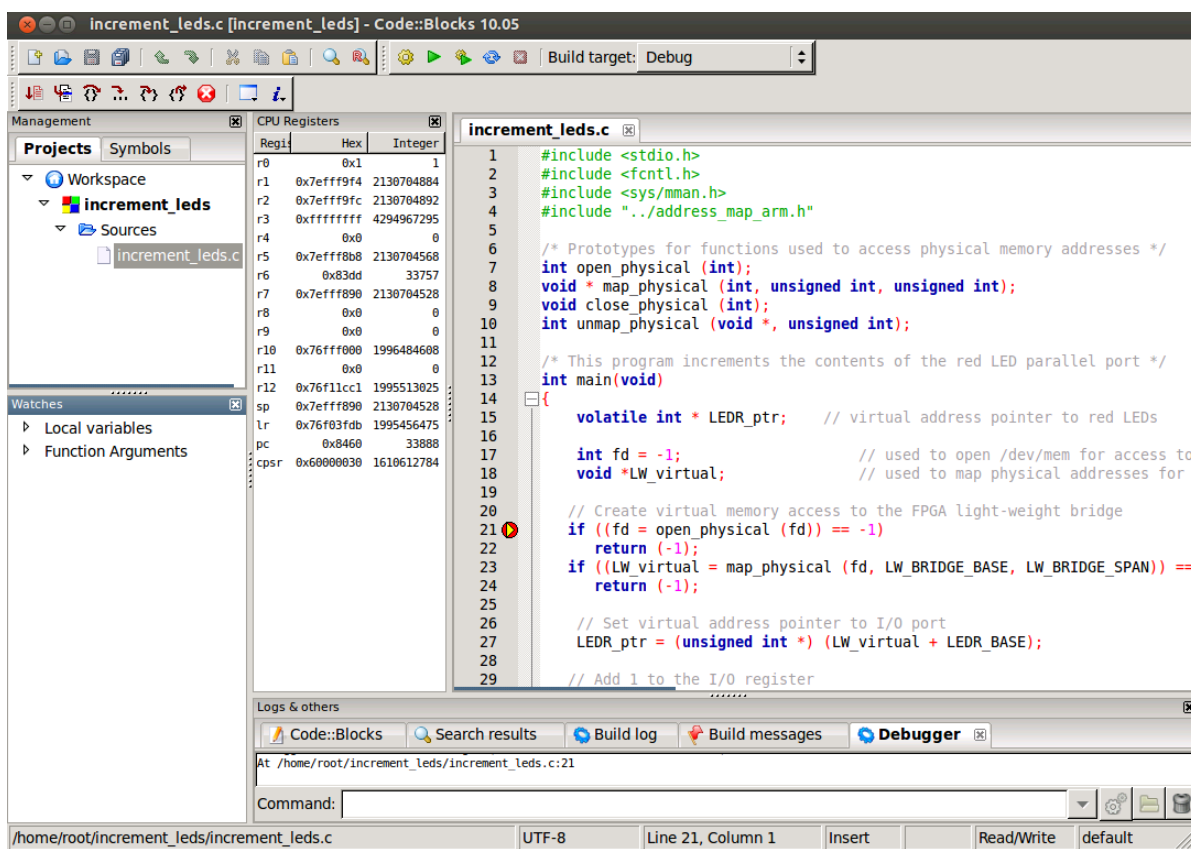 increment_leds.c [increment_leds] - Code::Blocks 10.05
Build target: Debug
Management
Projects Symbols
Workspace
increment_leds
Sources
increment_leds.c
Watches
Local variables
Function Arguments
CPU Registers
Regis Hex Integer
r0 0x1 1
r1 0x7efff9f4 2130704884
r2 0x7efff9fc 2130704892
r3 0xffffffff 4294967295
r4 0x0 0
r5 0x7efff8b8 2130704568
r6 0x83dd 33757
r7 0x7efff890 2130704528
r8 0x0 0
r9 0x0 0
r10 0x76fff000 1996484608
r11 0x0 0
r12 0x76f11cc1 1995513025
sp 0x7efff890 2130704528
lr 0x76f03fdb 1995456475
pc 0x8460 33888
cpsr 0x60000030 1610612784
increment_leds.c
1 #include <stdio.h>
2 #include <fcntl.h>
3 #include <sys/mman.h>
4 #include "../address_map_arm.h"
5
6 /* Prototypes for functions used to access physical memory addresses */
7 int open_physical (int);
8 void * map_physical (int, unsigned int, unsigned int);
9 void close_physical (int);
10 int unmap_physical (void *, unsigned int);
11
12 /* This program increments the contents of the red LED parallel port */
13 int main(void)
14 {
15 volatile int * LEDR_ptr; // virtual address pointer to red LEDs
16
17 int fd = -1; // used to open /dev/mem for access to
18 void *LW_virtual; // used to map physical addresses for
19
20 // Create virtual memory access to the FPGA light-weight bridge
21 if ((fd = open_physical (fd)) == -1)
22 return (-1);
23 if ((LW_virtual = map_physical (fd, LW_BRIDGE_BASE, LW_BRIDGE_SPAN)) ==
24 return (-1);
25
26 // Set virtual address pointer to I/O port
27 LEDR_ptr = (unsigned int *) (LW_virtual + LEDR_BASE);
28
29 // Add 1 to the I/O register
Logs & others
Code::Blocks Search results Build log Build messages Debugger
At /home/root/increment_leds/increment_leds.c:21
Command:
/home/root/increment_leds/increment_leds.c UTF-8 Line 21, Column 1 Insert Read/Write default